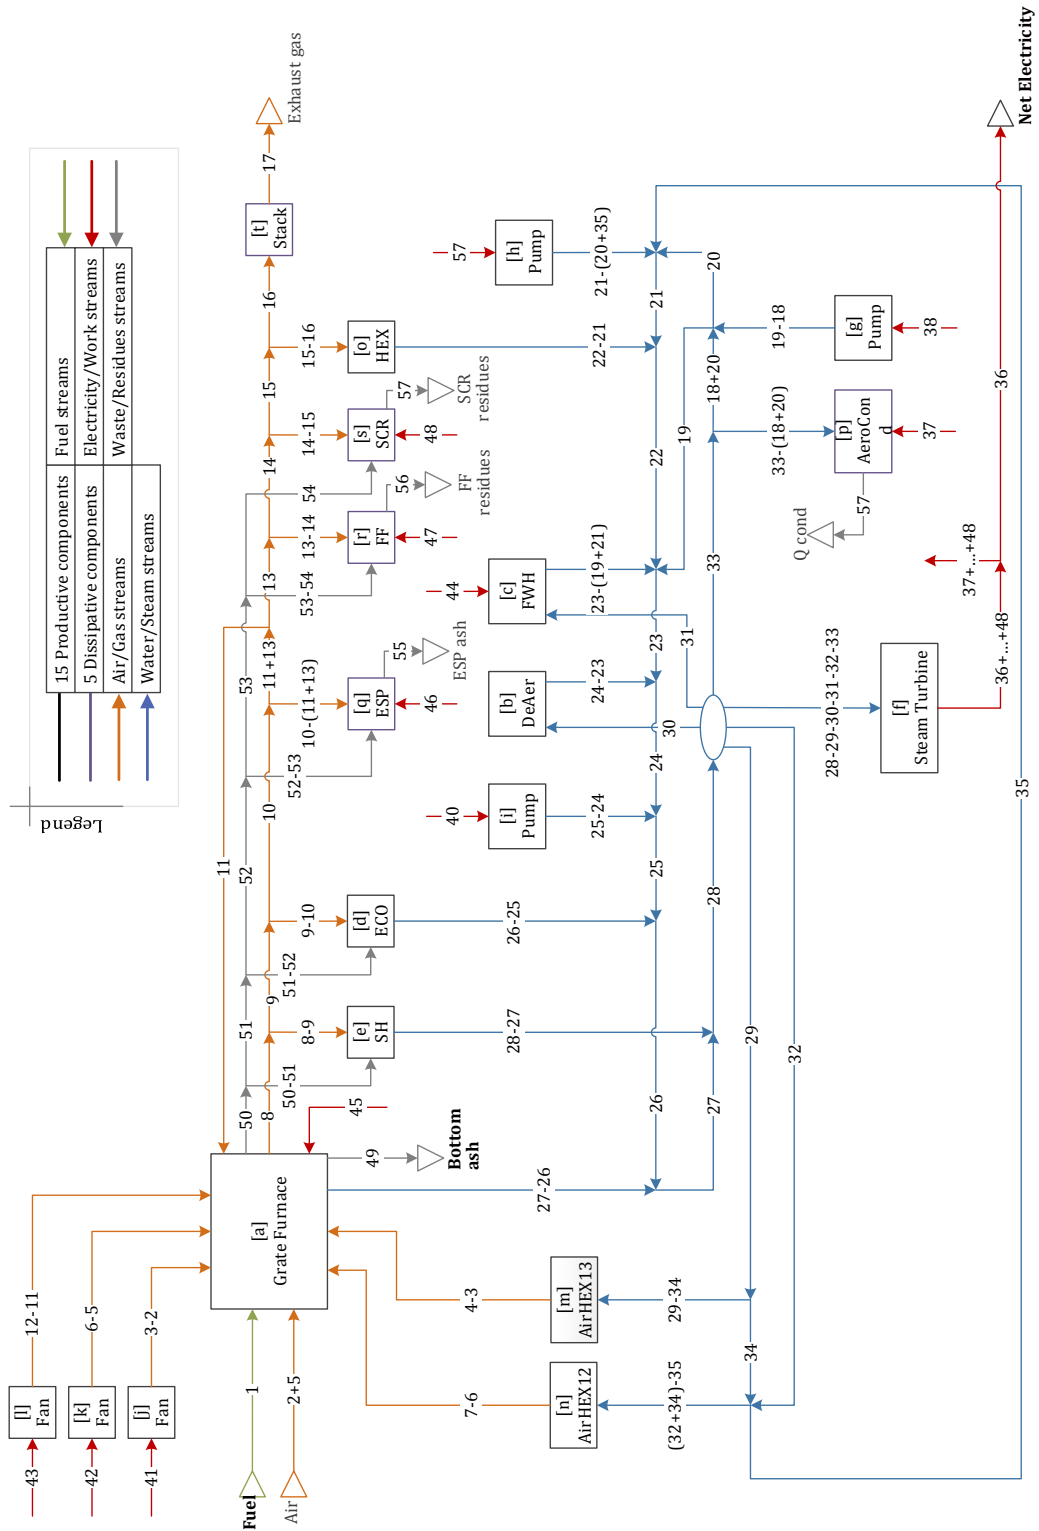 Legend
15 Productive components
Fuel streams
5 Dissipative components
Electricity/Work streams
Air/Gas streams
Waste/Residues streams
Water/Steam streams
43
[l]
Fan
12-11
42
[k]
Fan
6-5
41
[j]
Fan
3-2
Fuel
1
Air
2+5
[a]
Grate Furnace
11
50
51
52
53
8
9
10
11+13
13
14
15
16
[t]
Stack
17
Exhaust gas
45
49
Bottom
ash
50-51
8-9
[e]
SH
28-27
51-52
9-10
[d]
ECO
26-25
52-53
10-(11+13)
[q]
ESP
46
55
ESP ash
53-54
13-14
[r]
FF
47
56
FF
residues
54
14-15
[s]
SCR
48
57
SCR
residues
15-16
[o]
HEX
22-21
7-6
[n]
AirHEX12
(32+34)-35
4-3
[m]
AirHEX13
29-34
27-26
40
[i]
Pump
25-24
[b]
DeAer
24-23
30
44
[c]
FWH
23-(19+21)
31
57
[h]
Pump
21-(20+35)
26
25
24
23
22
21
19
20
27
28
33
18+20
19-18
[g]
Pump
38
33-(18+20)
[p]
AeroCon
d
37
57
Q cond
34
29
32
28-29-30-31-32-33
[f]
Steam Turbine
36+...+48
37+...+48
36
Net Electricity
35